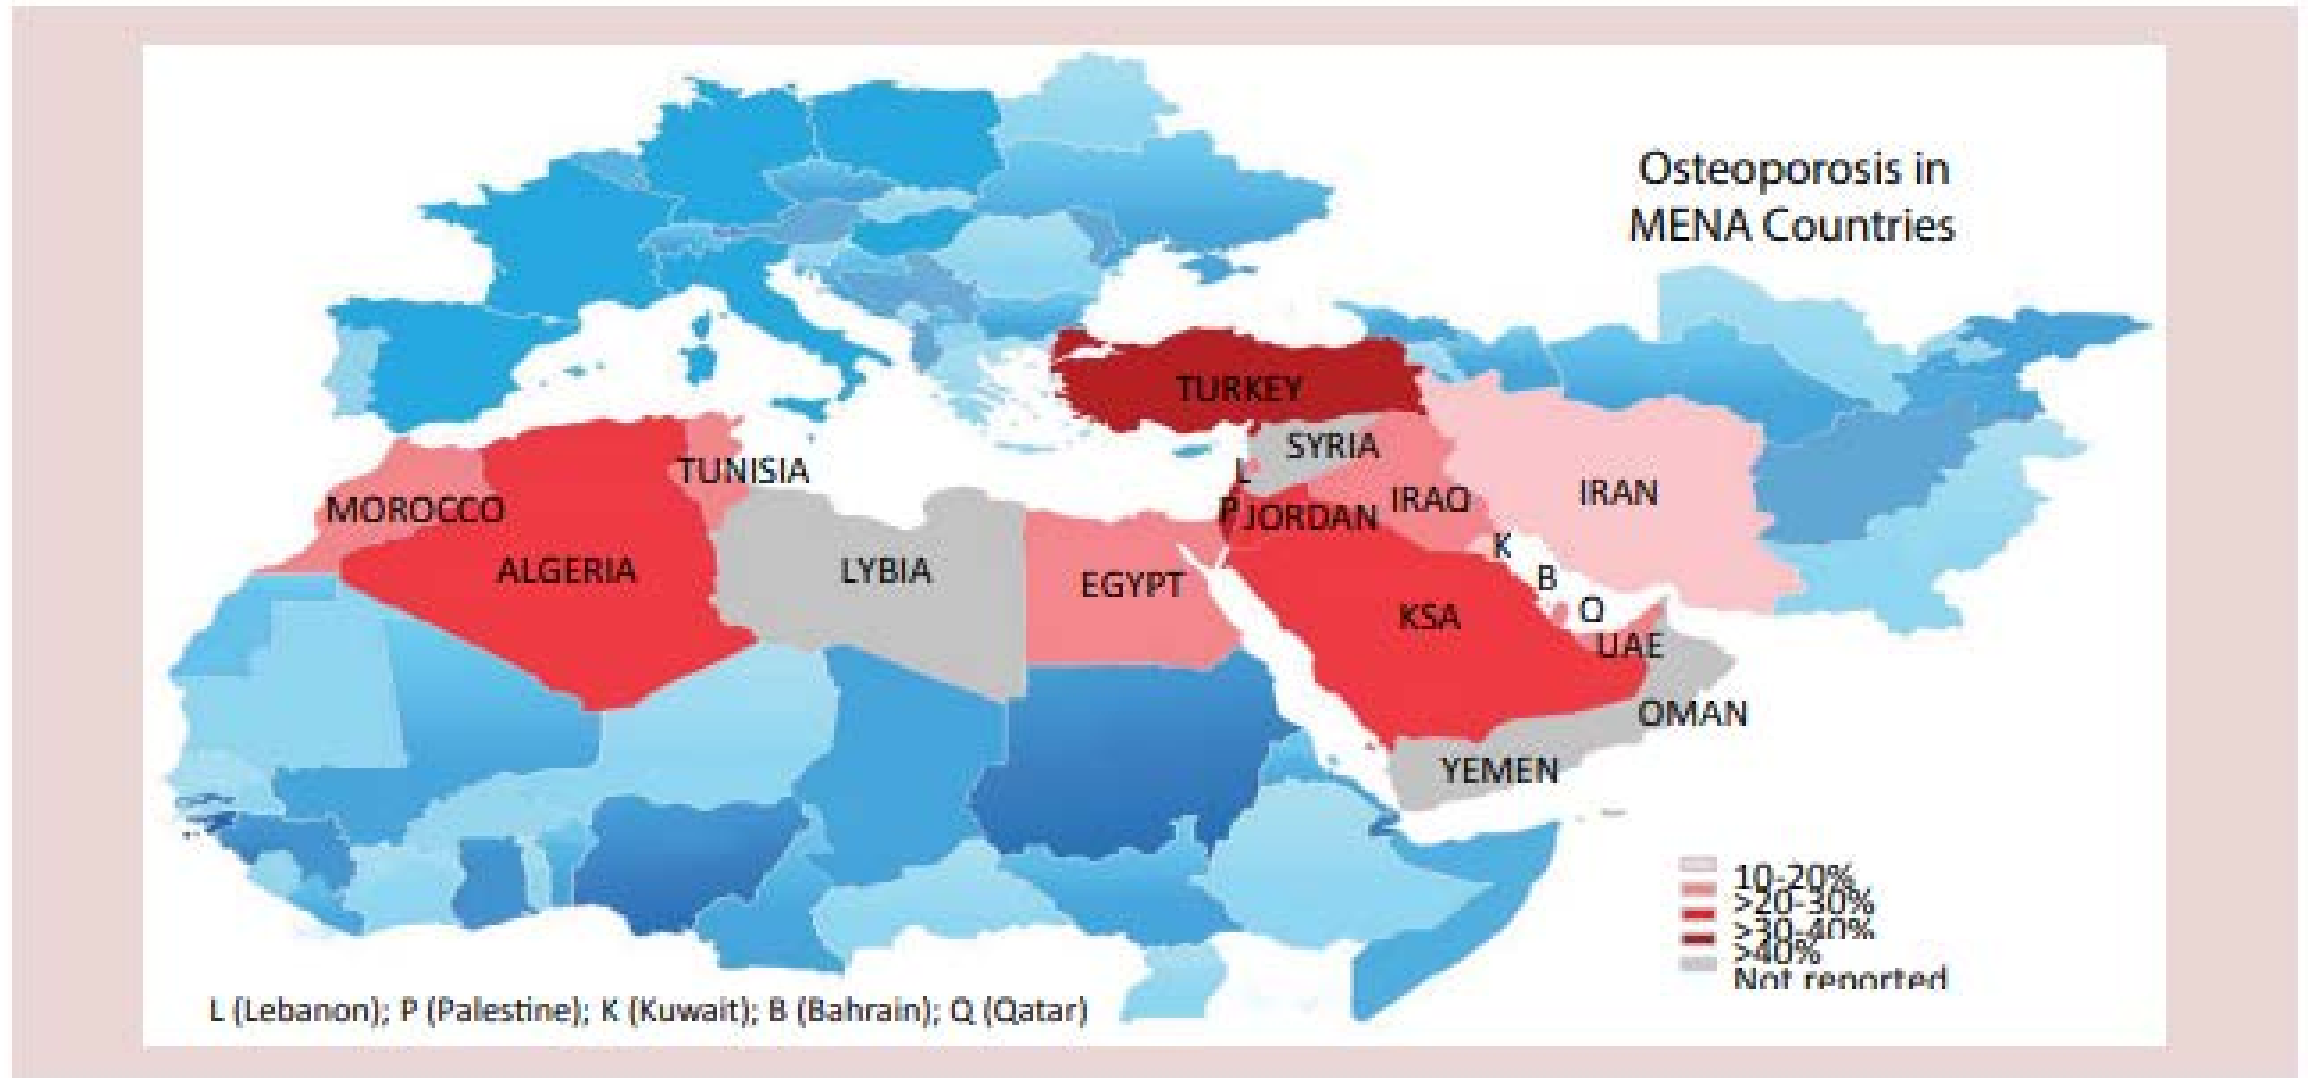 Osteoporosis in
MENA Countries
TURKEY
SYRIA
L
TUNISIA
MOROCCO
IRAQ
IRAN
P
JORDAN
K
ALGERIA
LYBIA
EGYPT
B
Q
KSA
UAE
OMAN
YEMEN
10-20%
>20-30%
>30-40%
>40%
Not reported
L (Lebanon); P (Palestine); K (Kuwait); B (Bahrain); Q (Qatar)